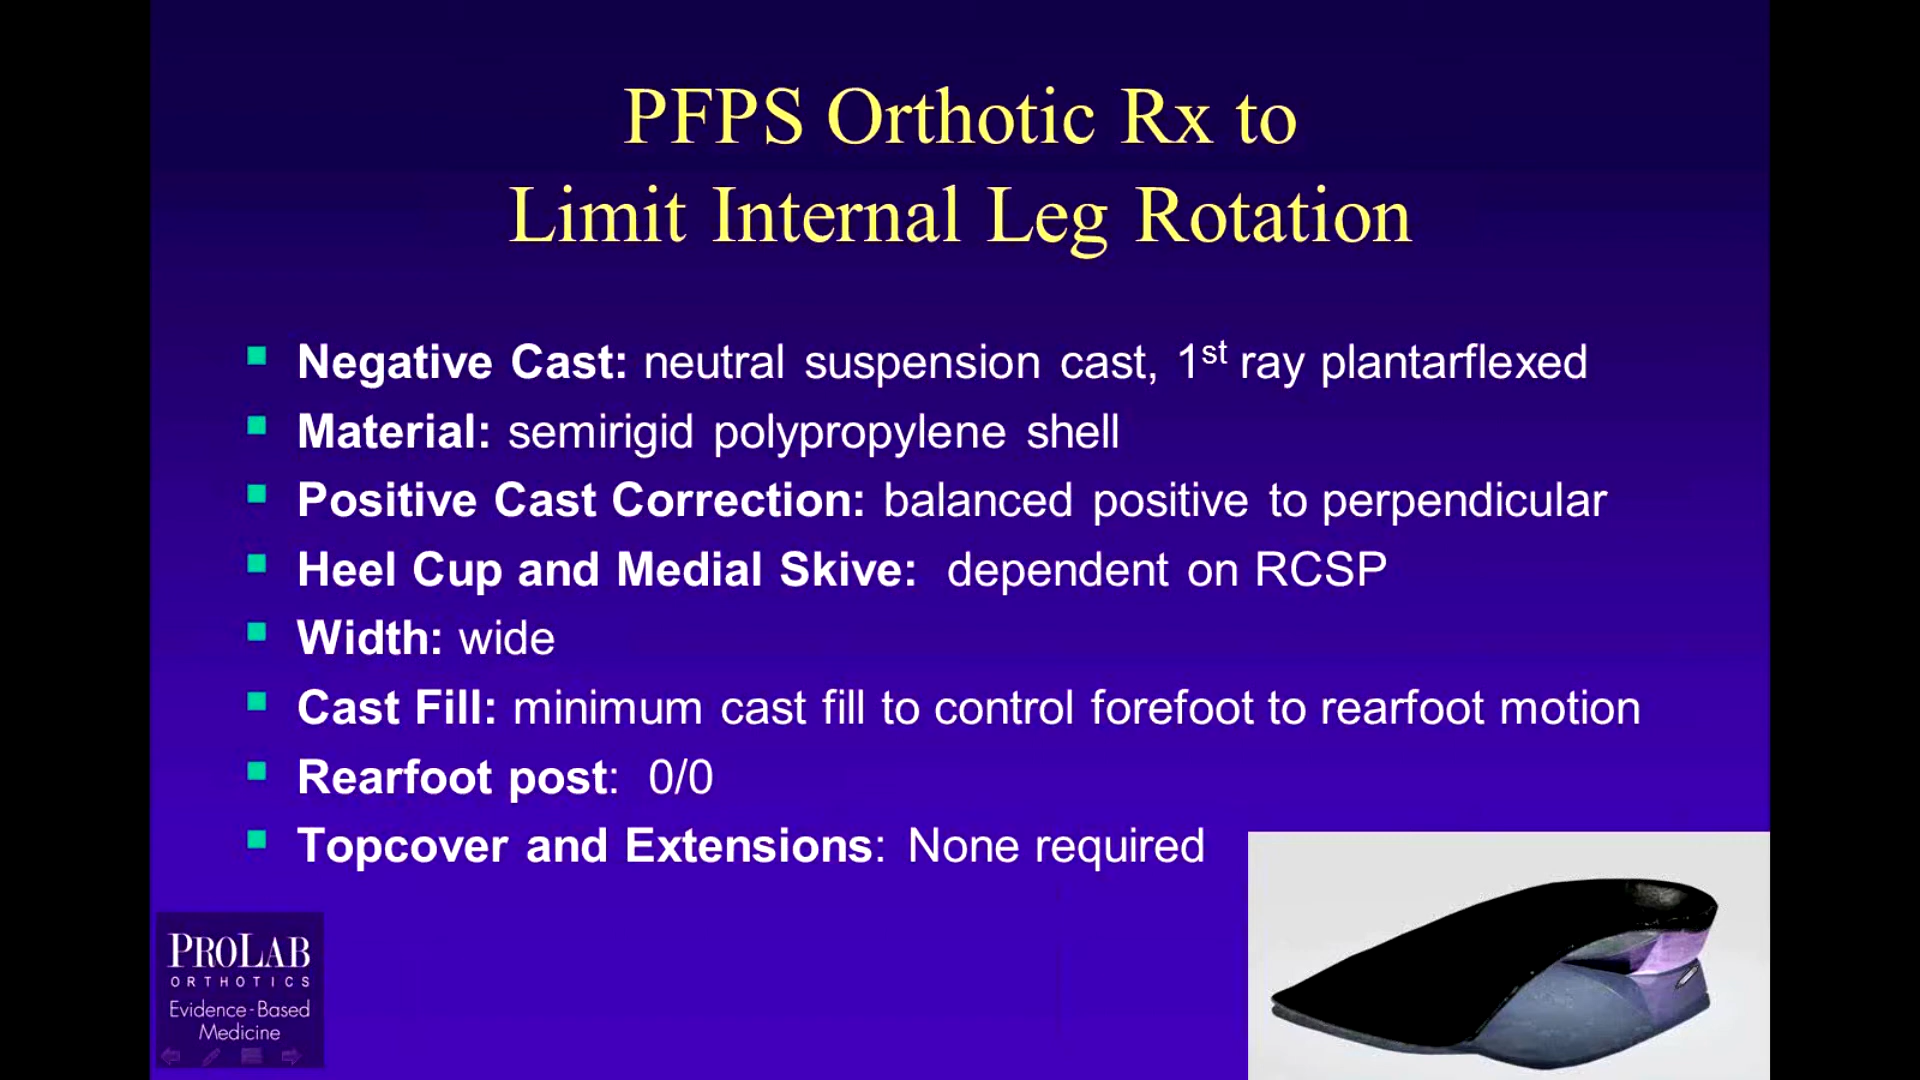 PFPS Orthotic Rx to
Limit Internal Leg Rotation
Negative Cast: neutral suspension cast, 1st ray plantarflexed
Material: semirigid polypropylene shell
Positive Cast Correction: balanced positive to perpendicular
Heel Cup and Medial Skive: dependent on RCSP
Width: wide
Cast Fill: minimum cast fill to control forefoot to rearfoot motion
Rearfoot post: 0/0
Topcover and Extensions: None required
PROLAB
ORTHOTICS
Evidence-Based
Medicine